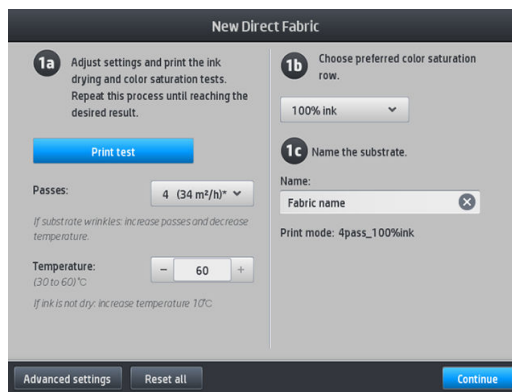 New Direct Fabric
1a
Adjust settings and print the ink
drying and color saturation tests.
Repeat this process until reaching the
desired result.
Print test
Passes:
4 (34 m²/h)*
If substrate wrinkles: increase passes and decrease
temperature.
Temperature:
(30 to 60)°C
− 60 +
If ink is not dry: increase temperature 10°C.
1b
Choose preferred color saturation
row.
100% ink
1c
Name the substrate.
Name:
Fabric name
Print mode: 4pass_100%ink
Advanced settings
Reset all
Continue